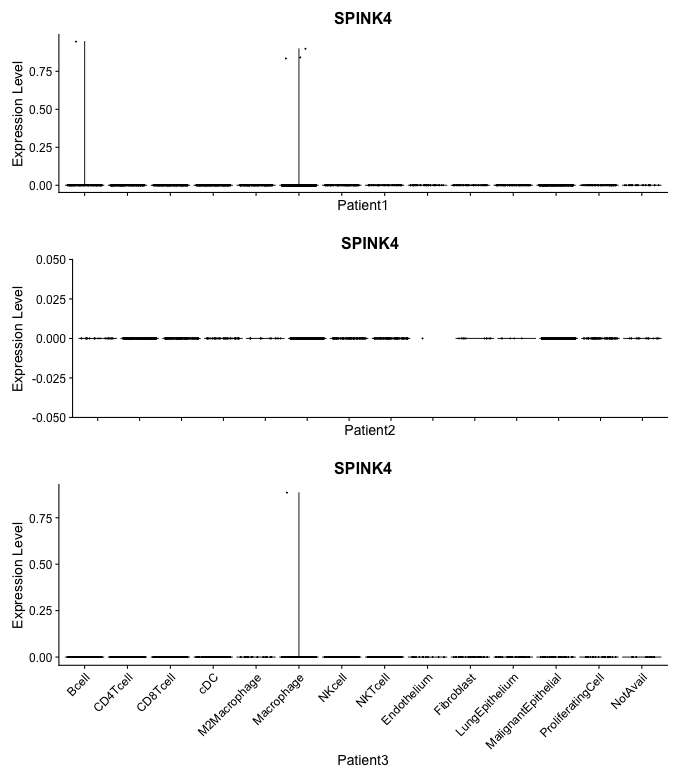 SPINK4
Expression Level
0.75
0.50
0.25
0.00
Patient1
SPINK4
Expression Level
0.050
0.025
0.000
-0.025
-0.050
Patient2
SPINK4
Expression Level
0.75
0.50
0.25
0.00
Bcell
CD4Tcell
CD8Tcell
cDC
M2Macrophage
Macrophage
NKcell
NKTcell
Endothelium
Fibroblast
LungEpithelium
MalignantEpithelial
ProliferatingCell
NotAvail
Patient3